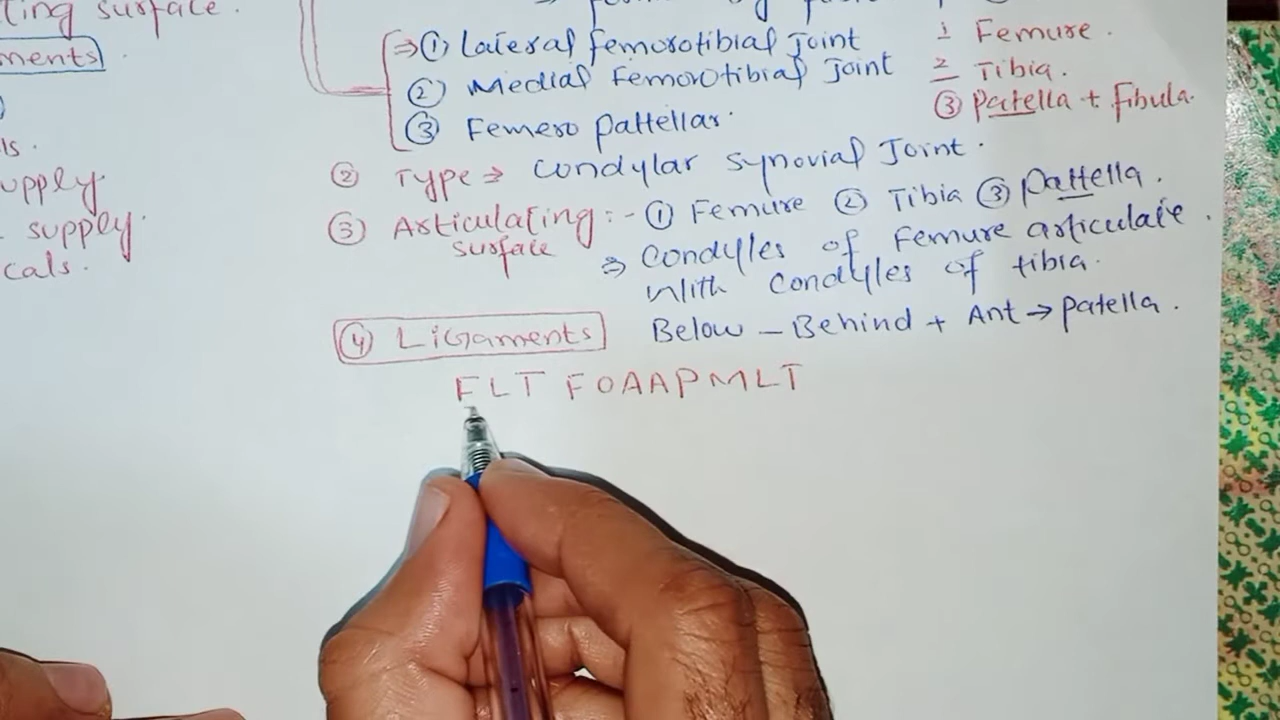 ting surface.
ments
ls.
upply
supply.
cals.
⇒① Lateral femorotibial Joint
② Medial Femorotibial Joint
③ Femero pattellar.
1 Femure.
2 Tibia.
③ Patella + Fibula.
② Type ⇒ Condylar Synovial Joint.
③ Articulating surface :- ① Femure ② Tibia ③ Pattella.
⇒ Condyles of Femure articulate
With Condyles of tibia.
Below - Behind + Ant → patella.
④ Ligaments
FLT FOAAPMLT